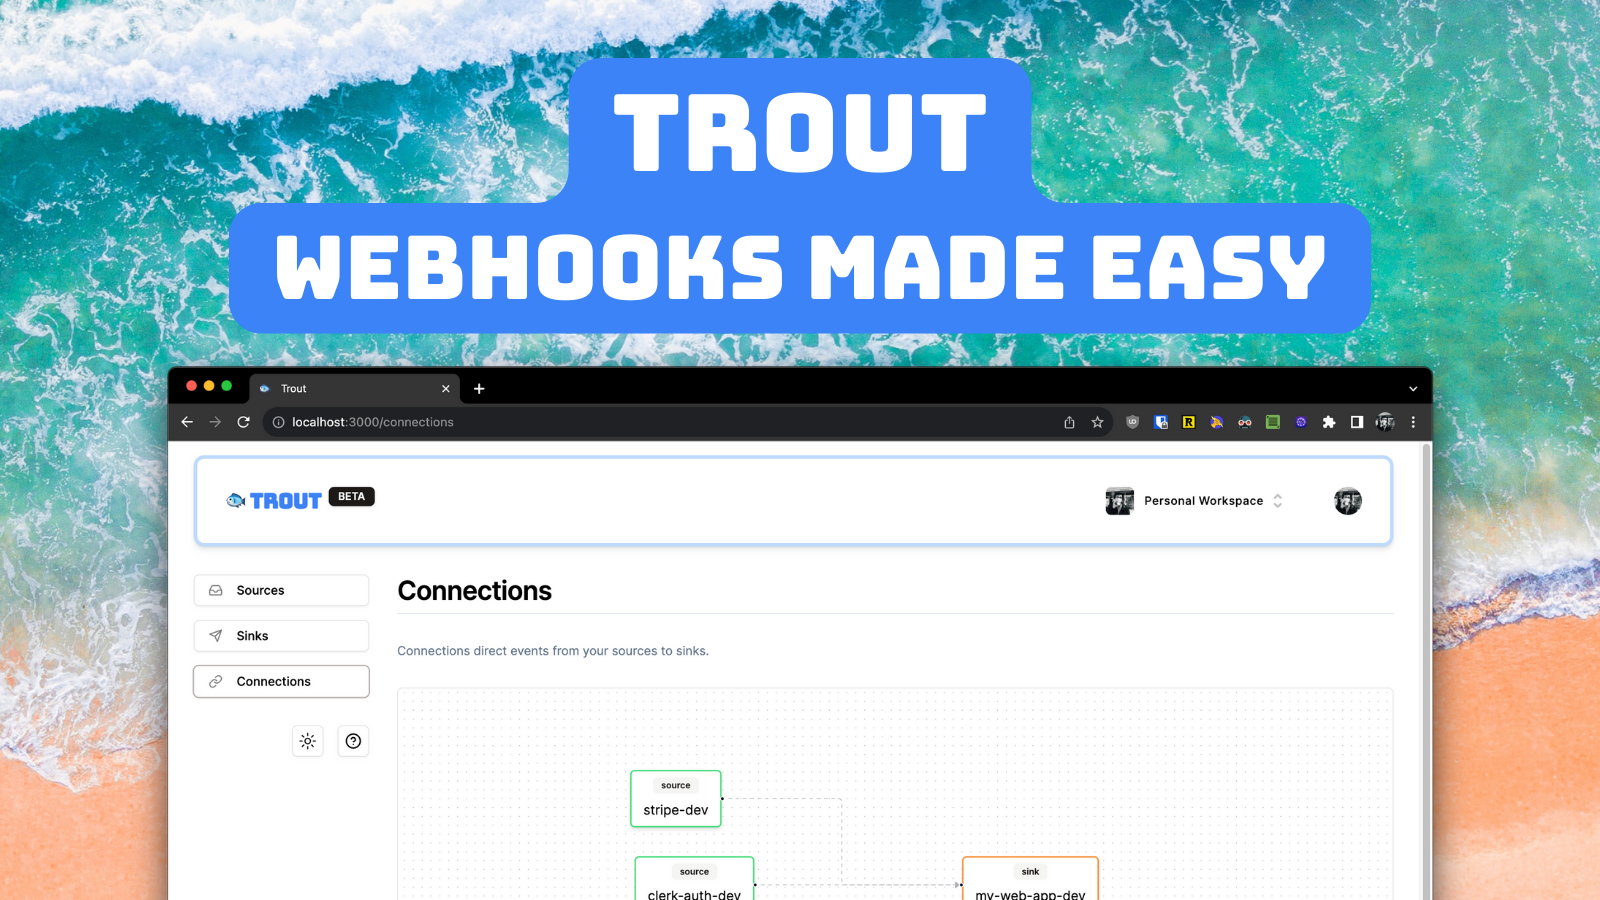 TROUT
WEBHOOKS MADE EASY
Trout
localhost:3000/connections
TROUT BETA
Personal Workspace
Sources
Sinks
Connections
Connections
Connections direct events from your sources to sinks.
source
stripe-dev
source
clerk-auth-dev
sink
my-web-app-dev